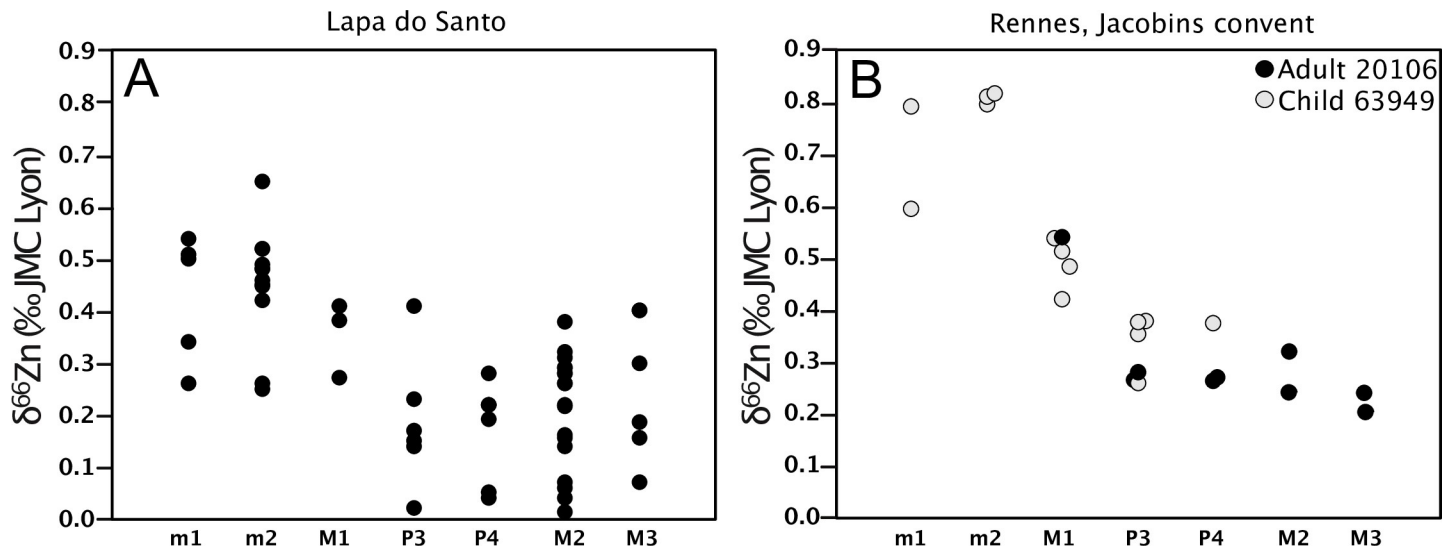 Lapa do Santo
A
δ66Zn (‰ JMC Lyon)
0.9
0.8
0.7
0.6
0.5
0.4
0.3
0.2
0.1
0.0
m1 m2 M1 P3 P4 M2 M3
Rennes, Jacobins convent
B
Adult 20106
Child 63949
δ66Zn (‰ JMC Lyon)
0.9
0.8
0.7
0.6
0.5
0.4
0.3
0.2
0.1
0.0
m1 m2 M1 P3 P4 M2 M3